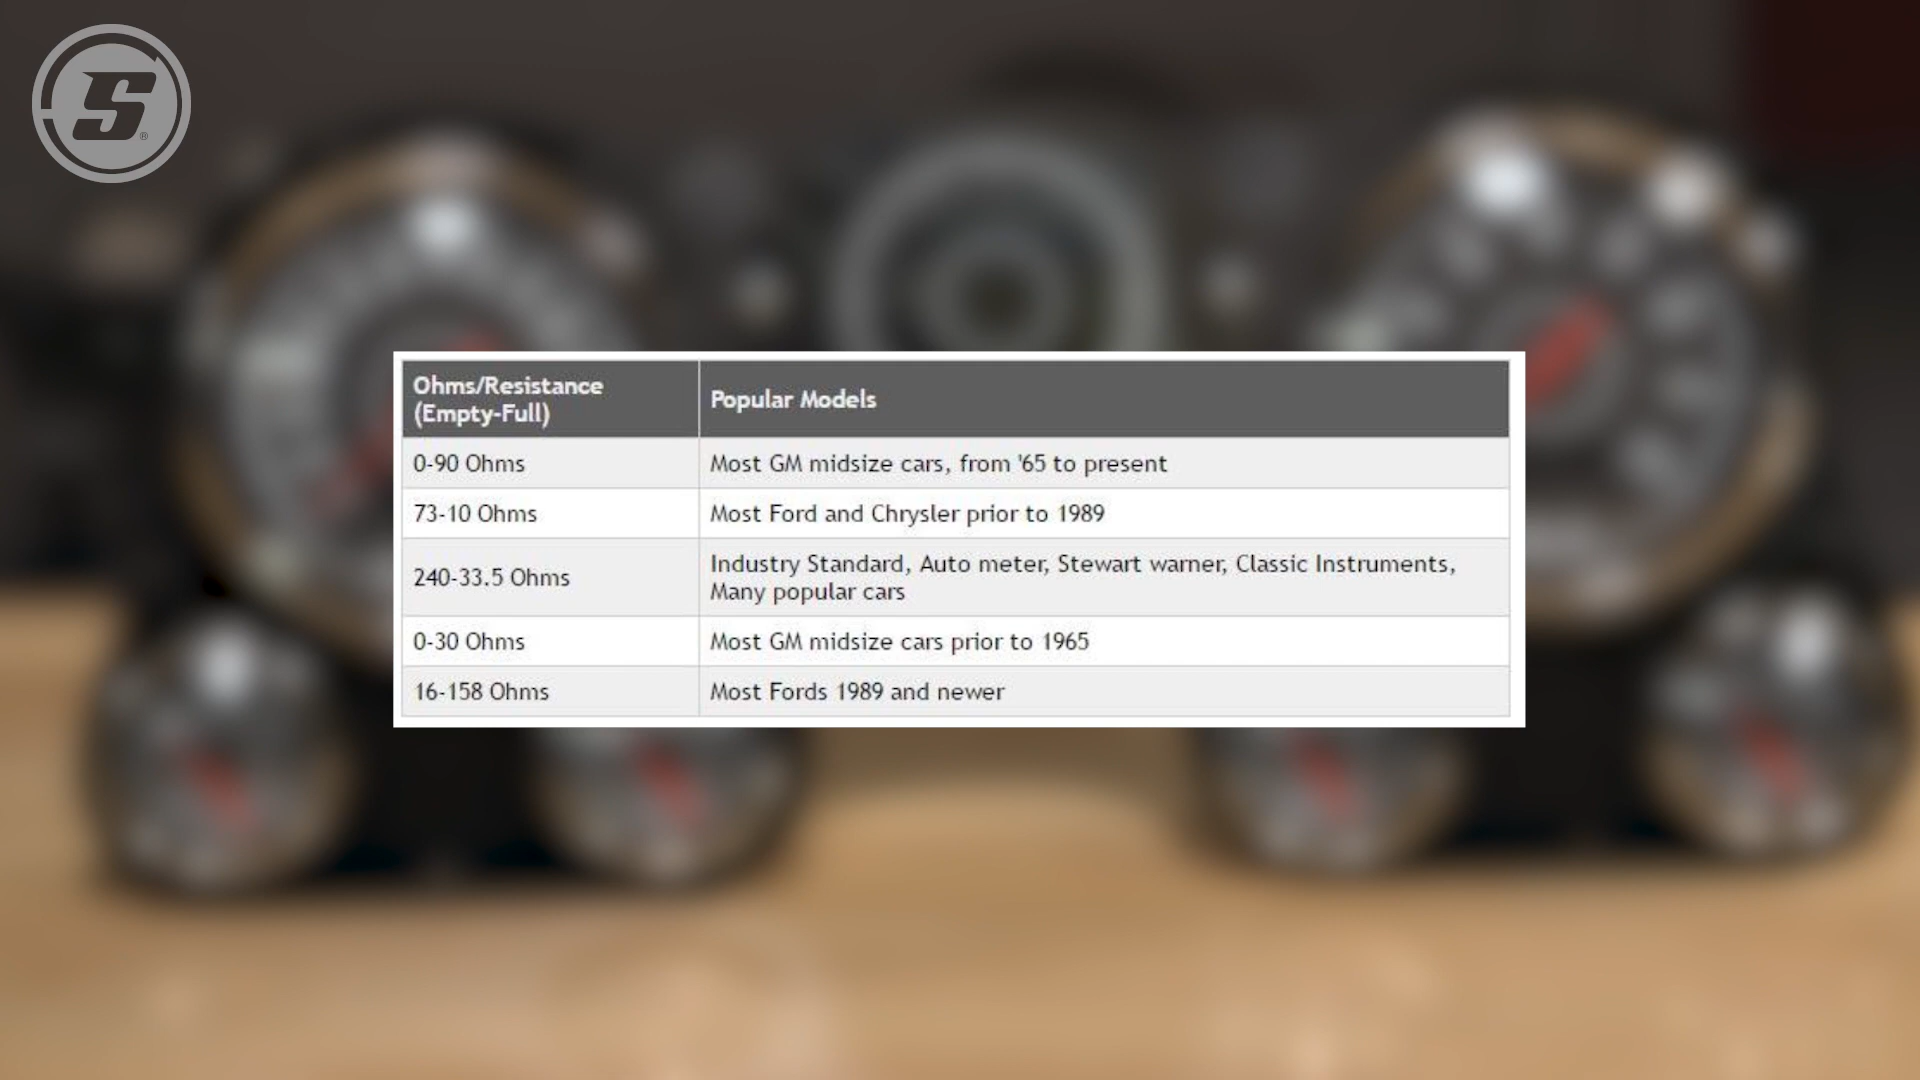 S®
Ohms/Resistance
(Empty-Full)
Popular Models
0-90 Ohms
Most GM midsize cars, from '65 to present
73-10 Ohms
Most Ford and Chrysler prior to 1989
240-33.5 Ohms
Industry Standard, Auto meter, Stewart warner, Classic Instruments,
Many popular cars
0-30 Ohms
Most GM midsize cars prior to 1965
16-158 Ohms
Most Fords 1989 and newer